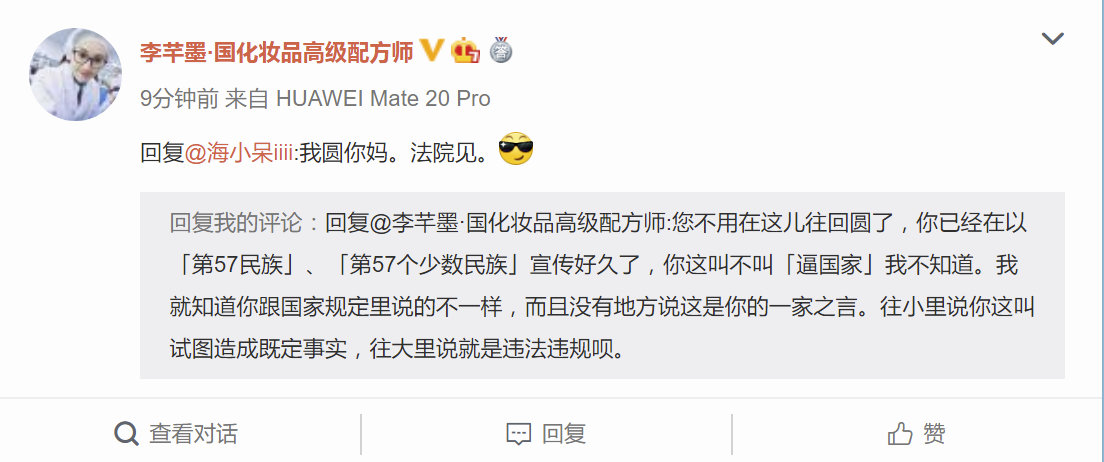 李芊墨·国化妆品高级配方师
9分钟前 来自 HUAWEI Mate 20 Pro
回复@海小呆iiii:我圆你妈。法院见。
回复我的评论：回复@李芊墨·国化妆品高级配方师:您不用在这儿往回圆了，你已经在以
「第57民族」、「第57个少数民族」宣传好久了，你这叫不叫「逼国家」我不知道。我
就知道你跟国家规定里说的不一样，而且没有地方说这是你的一家之言。往小里说你这叫
试图造成既定事实，往大里说就是违法违规呗。
查看对话
回复
赞